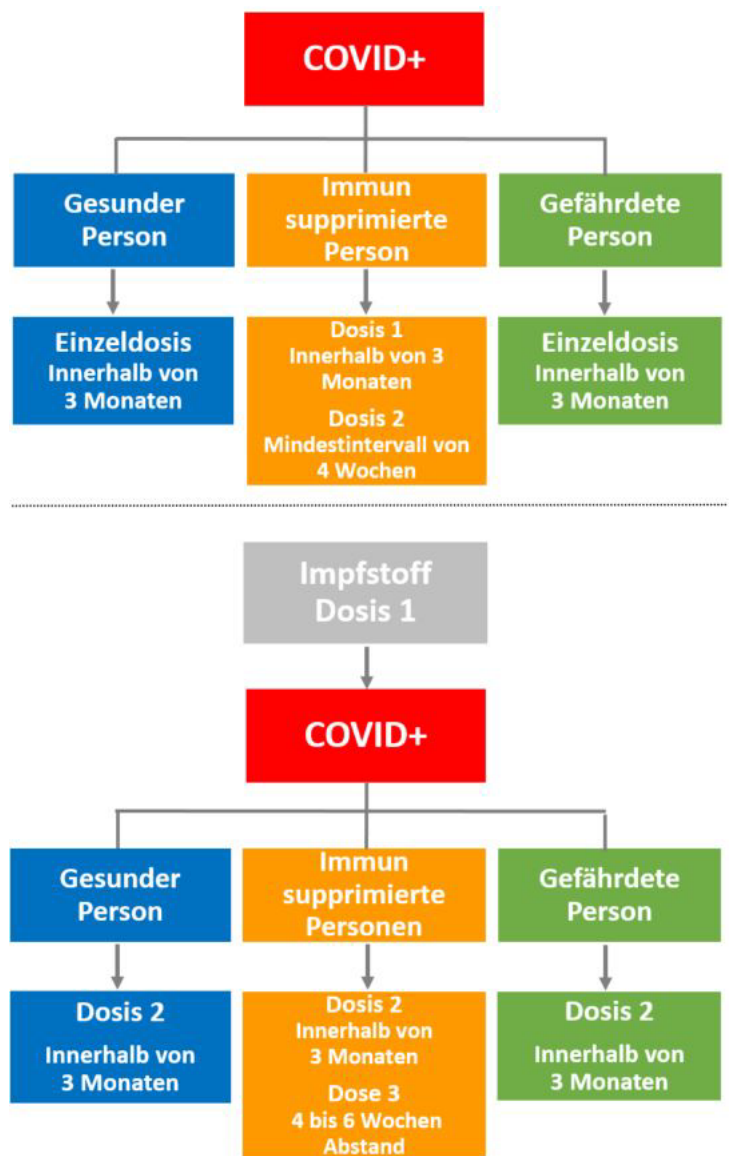 COVID+
Gesunder
Person
Immun
supprimierte
Person
Gefährdete
Person
Einzeldosis
Innerhalb von
3 Monaten
Dosis 1
Innerhalb von 3
Monaten
Dosis 2
Mindestintervall von
4 Wochen
Einzeldosis
Innerhalb von
3 Monaten
Impfstoff
Dosis 1
COVID+
Gesunder
Person
Immun
supprimierte
Personen
Gefährdete
Person
Dosis 2
Innerhalb von
3 Monaten
Dosis 2
Innerhalb von
3 Monaten
Dose 3
4 bis 6 Wochen
Abstand
Dosis 2
Innerhalb von
3 Monaten